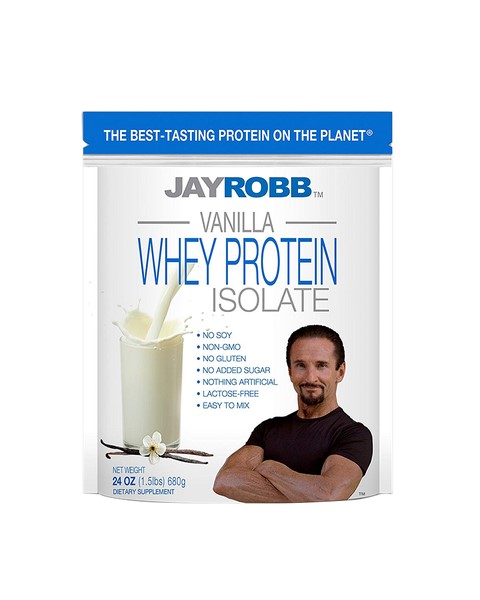 THE BEST-TASTING PROTEIN ON THE PLANET®
JAYROBB™
VANILLA
WHEY PROTEIN
ISOLATE
• NO SOY
• NON-GMO
• NO GLUTEN
• NO ADDED SUGAR
• NOTHING ARTIFICIAL
• LACTOSE-FREE
• EASY TO MIX
NET WEIGHT
24 OZ (1.5lbs) 680g
DIETARY SUPPLEMENT
™